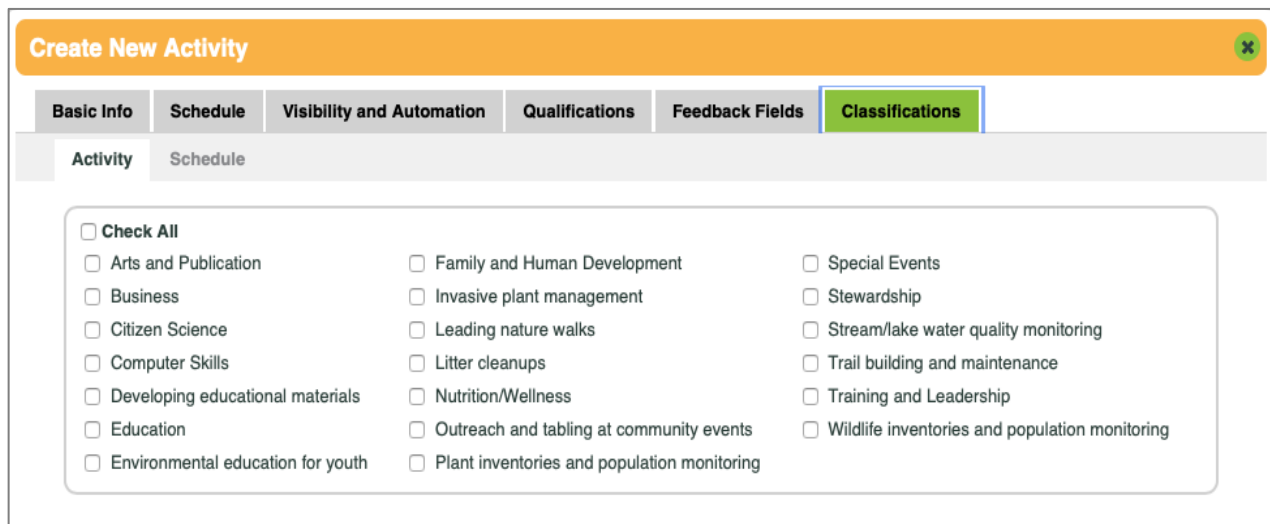 Create New Activity
Basic Info Schedule Visibility and Automation Qualifications Feedback Fields Classifications
Activity Schedule
Check All
Arts and Publication
Business
Citizen Science
Computer Skills
Developing educational materials
Education
Environmental education for youth
Family and Human Development
Invasive plant management
Leading nature walks
Litter cleanups
Nutrition/Wellness
Outreach and tabling at community events
Plant inventories and population monitoring
Special Events
Stewardship
Stream/lake water quality monitoring
Trail building and maintenance
Training and Leadership
Wildlife inventories and population monitoring